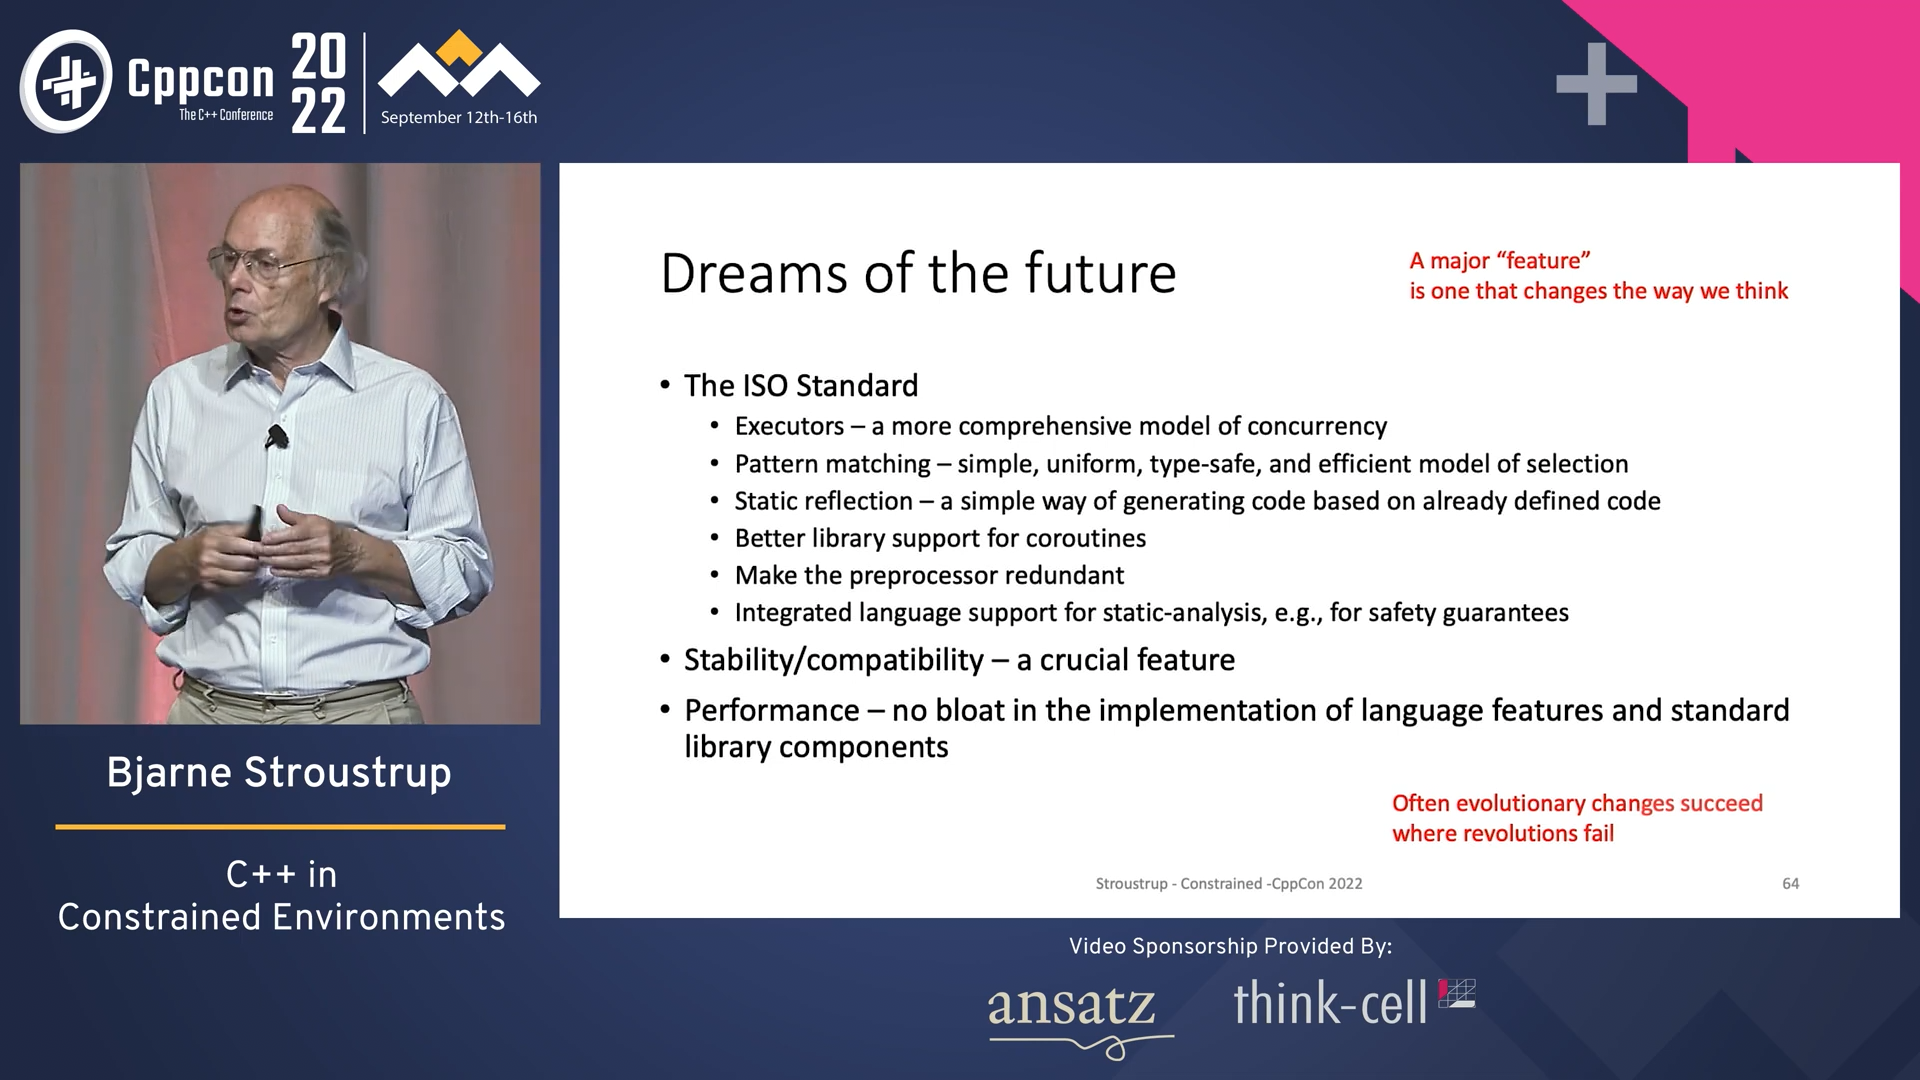 Cppcon
The C++ Conference
20
22
September 12th-16th
Dreams of the future
A major “feature”
is one that changes the way we think
• The ISO Standard
• Executors – a more comprehensive model of concurrency
• Pattern matching – simple, uniform, type-safe, and efficient model of selection
• Static reflection – a simple way of generating code based on already defined code
• Better library support for coroutines
• Make the preprocessor redundant
• Integrated language support for static-analysis, e.g., for safety guarantees
• Stability/compatibility – a crucial feature
• Performance – no bloat in the implementation of language features and standard
library components
Often evolutionary changes succeed
where revolutions fail
Stroustrup - Constrained -CppCon 2022
64
Bjarne Stroustrup
C++ in
Constrained Environments
Video Sponsorship Provided By:
ansatz
think-cell